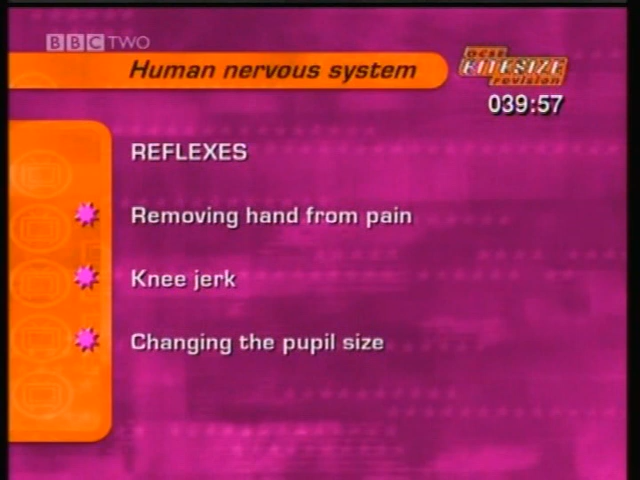 BBC TWO
Human nervous system
GCSE
BITESIZE
revision
039:57
REFLEXES
Removing hand from pain
Knee jerk
Changing the pupil size